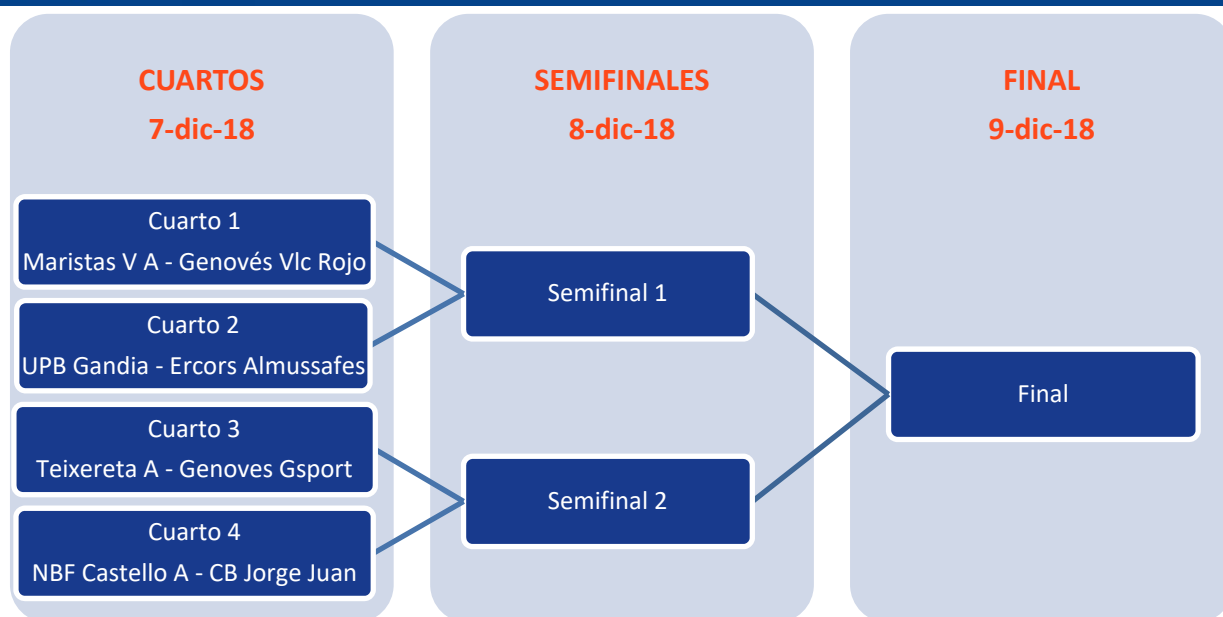 CUARTOS
7-dic-18
Cuarto 1
Maristas V A - Genovés Vlc Rojo
Cuarto 2
UPB Gandia - Ercors Almussafes
Cuarto 3
Teixereta A - Genoves Gsport
Cuarto 4
NBF Castello A - CB Jorge Juan
SEMIFINALES
8-dic-18
Semifinal 1
Semifinal 2
FINAL
9-dic-18
Final